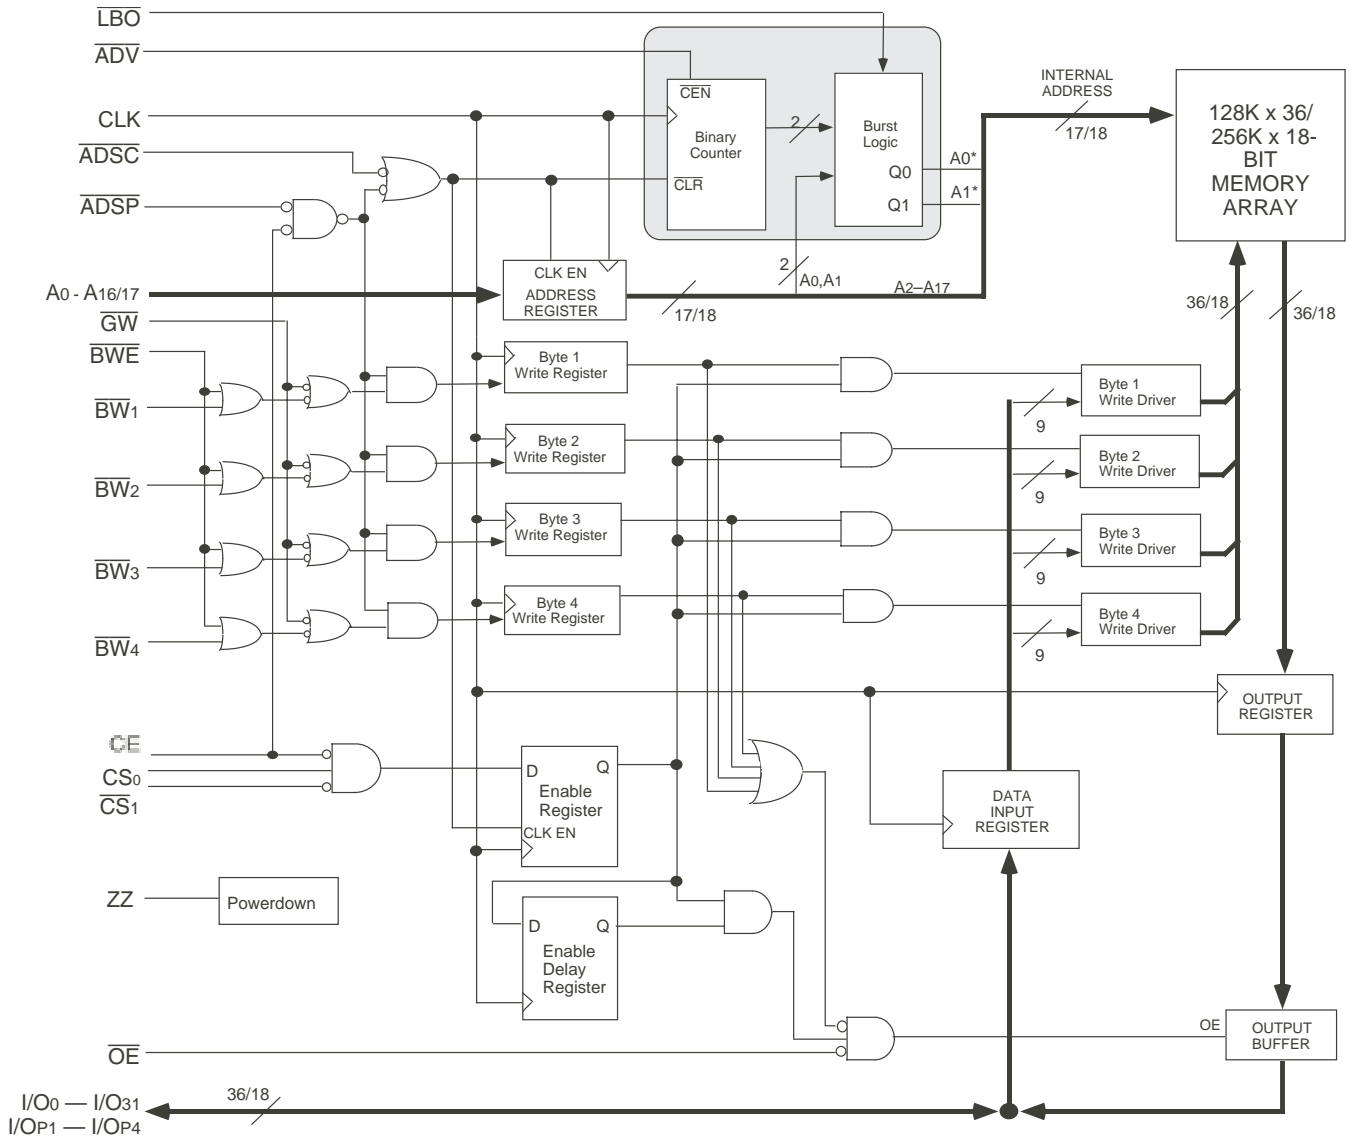 LBO
ADV
CLK
ADSC
ADSP
A0 - A16/17
GW
BWE
BW1
BW2
BW3
BW4
CE
CS0
CS1
ZZ
Powerdown
OE
I/O0 — I/O31
I/OP1 — I/OP4
36/18
CEN
Binary
Counter
CLR
2
Burst
Logic
Q0
Q1
A0*
A1*
2
A0,A1
A2–A17
INTERNAL
ADDRESS
17/18
128K x 36/
256K x 18-
BIT
MEMORY
ARRAY
CLK EN
ADDRESS
REGISTER
17/18
36/18
36/18
Byte 1
Write Register
Byte 2
Write Register
Byte 3
Write Register
Byte 4
Write Register
9
Byte 1
Write Driver
9
Byte 2
Write Driver
9
Byte 3
Write Driver
9
Byte 4
Write Driver
OUTPUT
REGISTER
D Q
Enable
Register
CLK EN
DATA
INPUT
REGISTER
D Q
Enable
Delay
Register
OE
OUTPUT
BUFFER